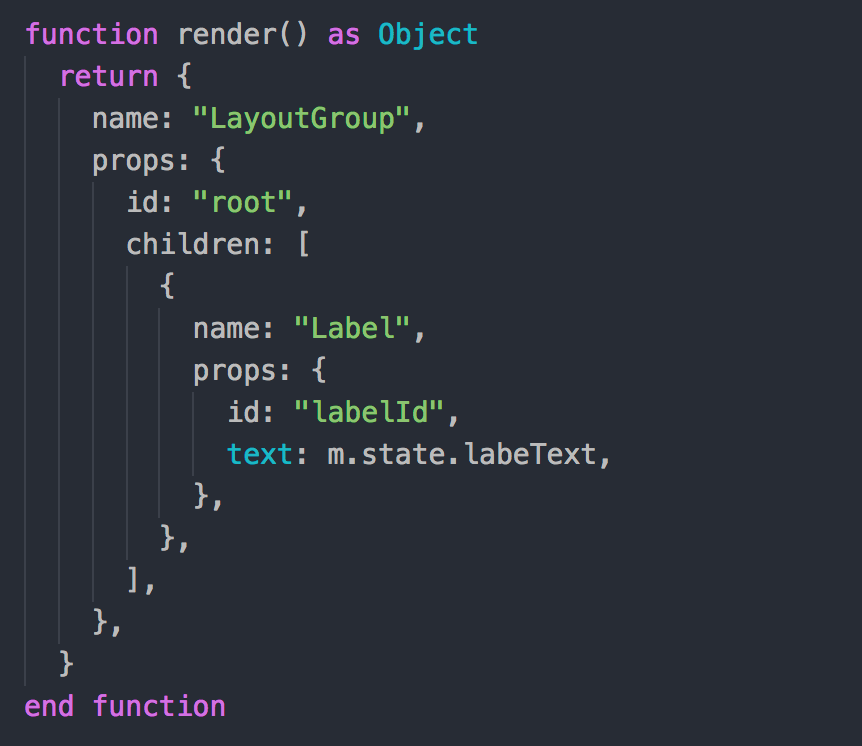 function render() as Object
  return {
    name: "LayoutGroup",
    props: {
      id: "root",
      children: [
        {
          name: "Label",
          props: {
            id: "labelId",
            text: m.state.labeText,
          },
        },
      ],
    },
  }
end function